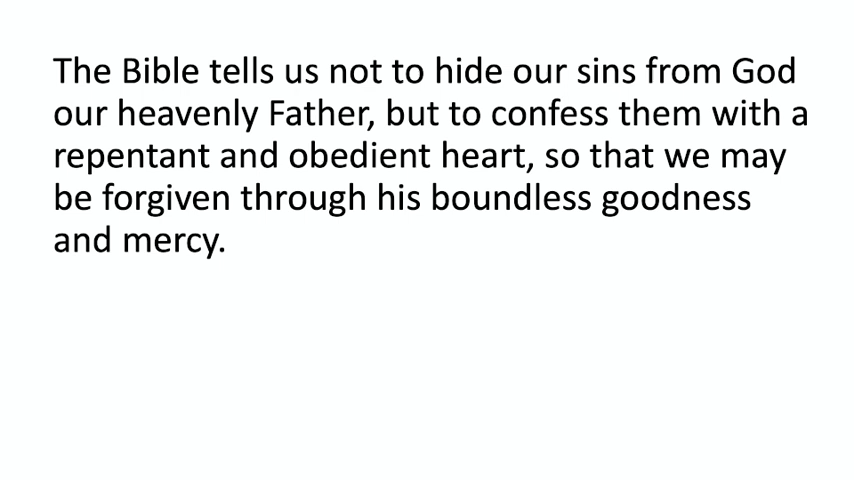 The Bible tells us not to hide our sins from God
our heavenly Father, but to confess them with a
repentant and obedient heart, so that we may
be forgiven through his boundless goodness
and mercy.